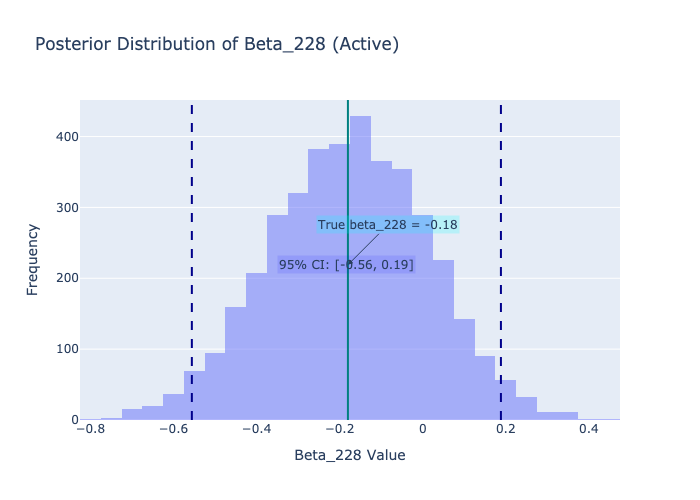 Posterior Distribution of Beta_228 (Active)
400
300
200
100
0
Frequency
True beta_228 = -0.18
95% CI: [-0.56, 0.19]
−0.8
−0.6
−0.4
−0.2
0
0.2
0.4
Beta_228 Value